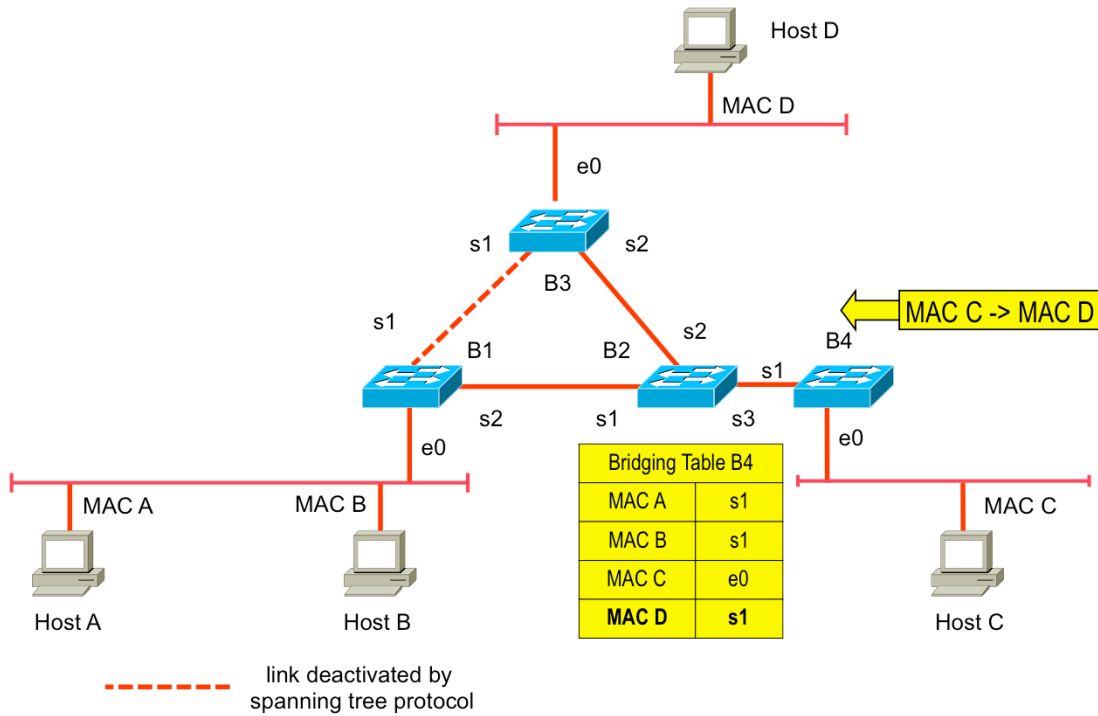 Host D
MAC D
e0
s1
s2
B3
s1
s2
MAC C -> MAC D
B1
B2
B4
s1
s2
s1
s3
e0
e0
Bridging Table B4
MAC A s1
MAC B s1
MAC C e0
MAC D s1
MAC A
MAC B
MAC C
Host A
Host B
Host C
link deactivated by
spanning tree protocol